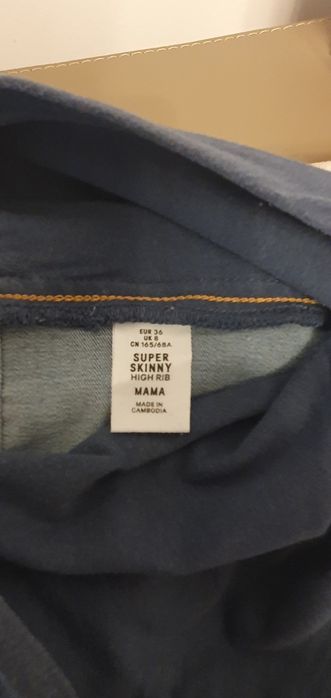 EUR 36
UK 8
CN 165/68A
SUPER
SKINNY
HIGH RIB
MAMA
MADE IN
CAMBODIA